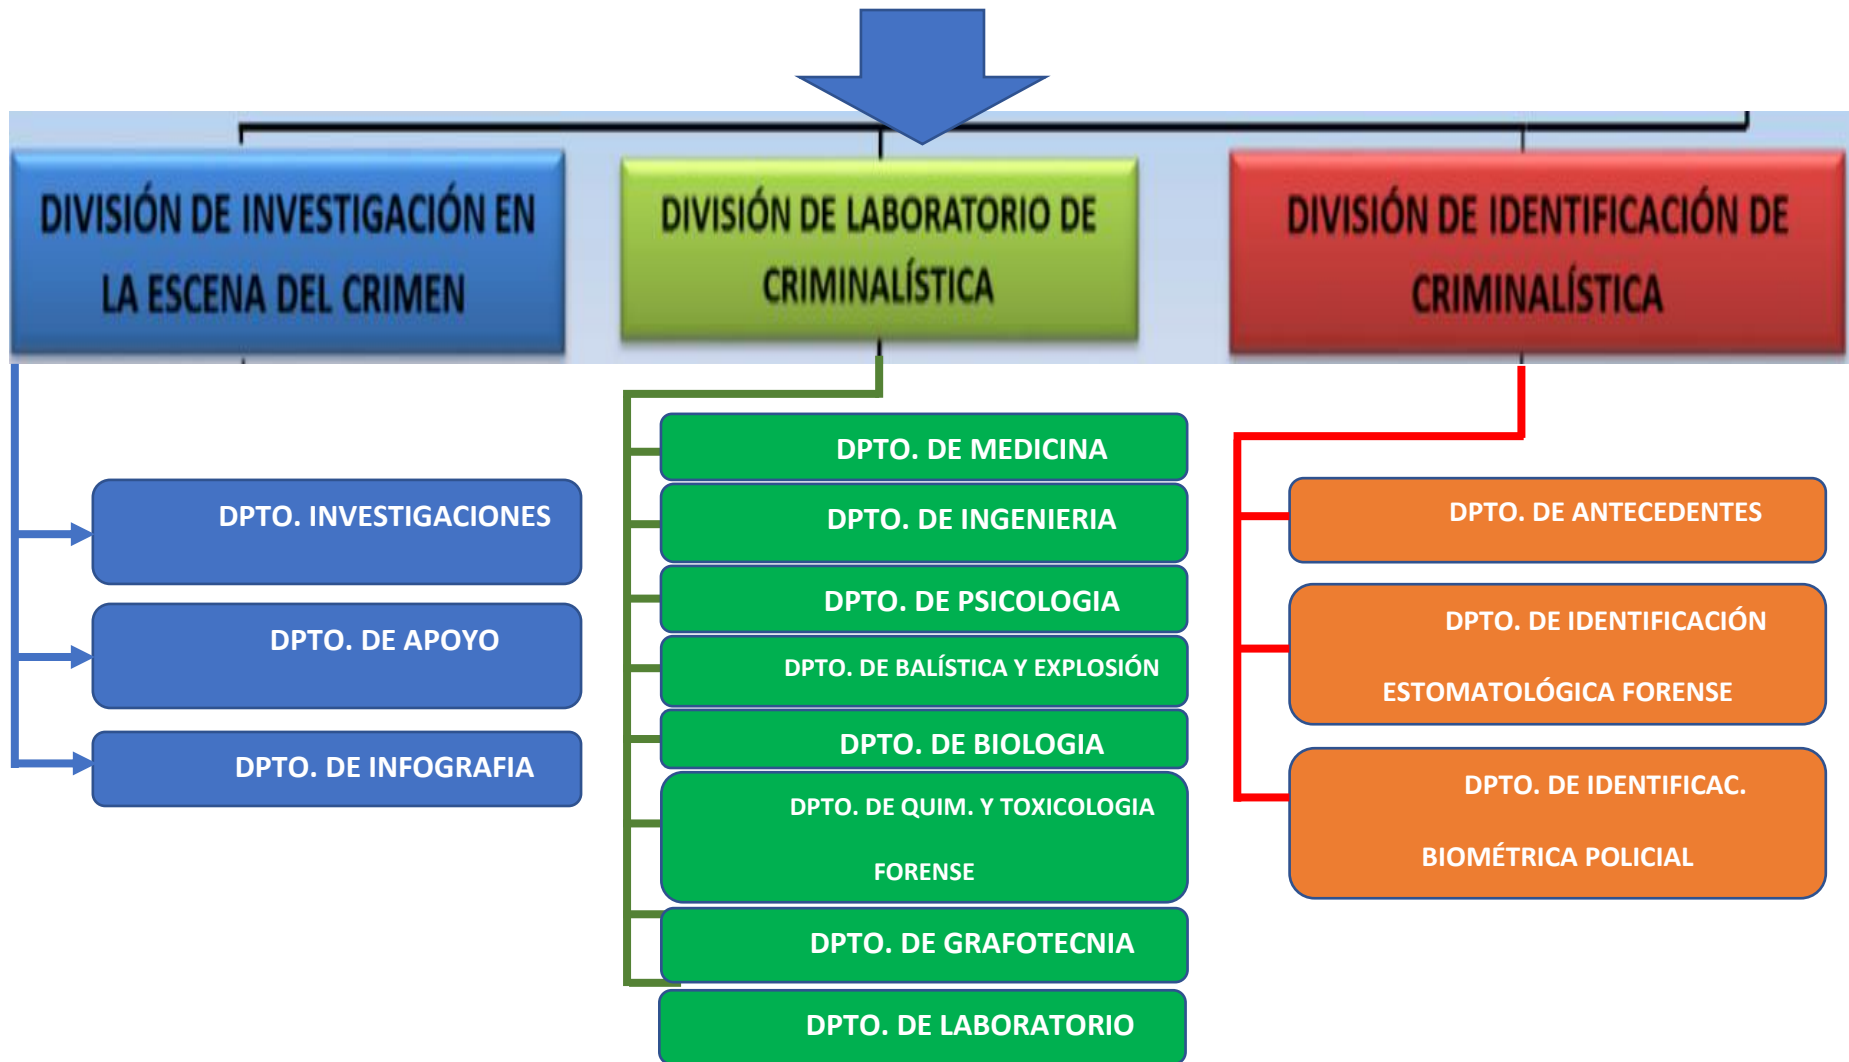 DIVISIÓN DE INVESTIGACIÓN EN
LA ESCENA DEL CRIMEN
DPTO. INVESTIGACIONES
DPTO. DE APOYO
DPTO. DE INFOGRAFIA
DIVISIÓN DE LABORATORIO DE
CRIMINALÍSTICA
DPTO. DE MEDICINA
DPTO. DE INGENIERIA
DPTO. DE PSICOLOGIA
DPTO. DE BALÍSTICA Y EXPLOSIÓN
DPTO. DE BIOLOGIA
DPTO. DE QUIM. Y TOXICOLOGIA
FORENSE
DPTO. DE GRAFOTECNIA
DPTO. DE LABORATORIO
DIVISIÓN DE IDENTIFICACIÓN DE
CRIMINALÍSTICA
DPTO. DE ANTECEDENTES
DPTO. DE IDENTIFICACIÓN
ESTOMATOLÓGICA FORENSE
DPTO. DE IDENTIFICAC.
BIOMÉTRICA POLICIAL